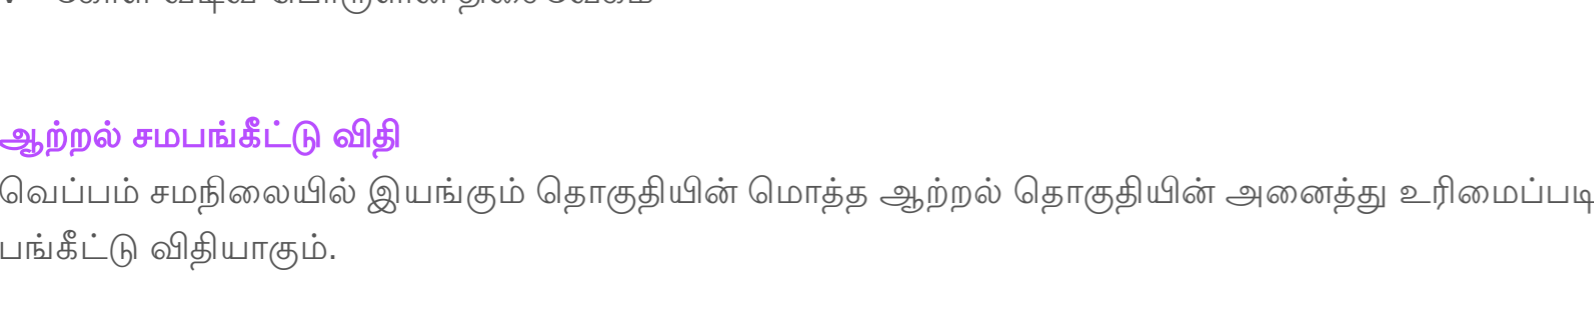 ஆற்றல் சமபங்கீட்டு விதி
வெப்பம் சமநிலையில் இயங்கும் தொகுதியின் மொத்த ஆற்றல் தொகுதியின் அனைத்து உரிமைப்படி
பங்கீட்டு விதியாகும்.